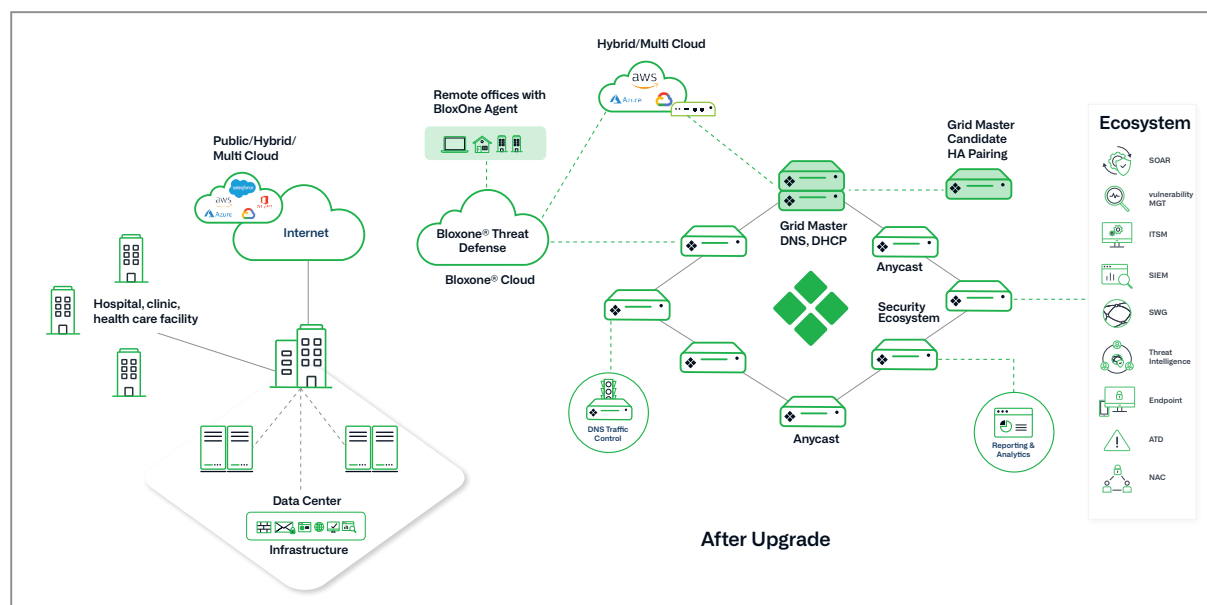 Hybrid/Multi Cloud
aws
Azure
Remote offices with
BloxOne Agent
Public/Hybrid/
Multi Cloud
salesforce
aws
Azure
Internet
Bloxone® Threat
Defense
Bloxone® Cloud
Grid Master
Candidate
HA Pairing
Grid Master
DNS, DHCP
Anycast
Security
Ecosystem
Hospital, clinic,
health care facility
DNS Traffic
Control
Anycast
Reporting &
Analytics
Data Center
Infrastructure
After Upgrade
Ecosystem
SOAR
vulnerability
MGT
ITSM
SIEM
SWG
Threat
Intelligence
Endpoint
ATD
NAC